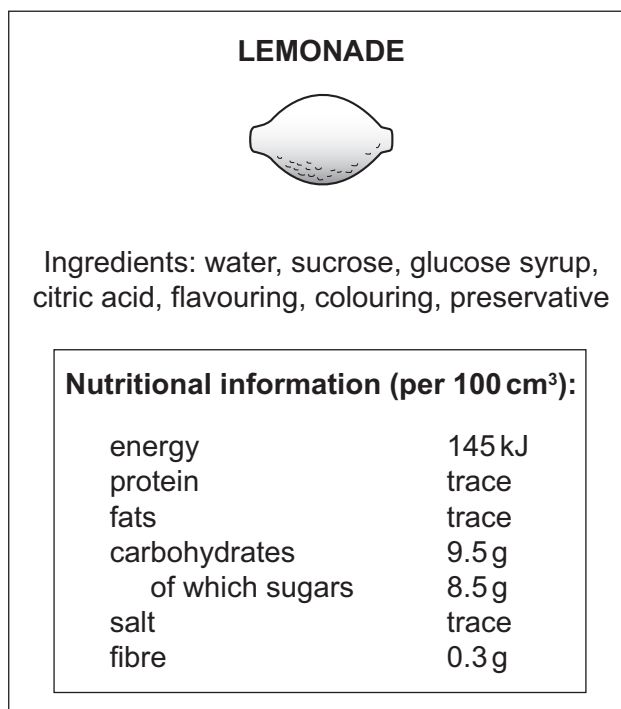 LEMONADE
Ingredients: water, sucrose, glucose syrup,
citric acid, flavouring, colouring, preservative
Nutritional information (per 100 cm³):
energy 145 kJ
protein trace
fats trace
carbohydrates 9.5 g
of which sugars 8.5 g
salt trace
fibre 0.3 g